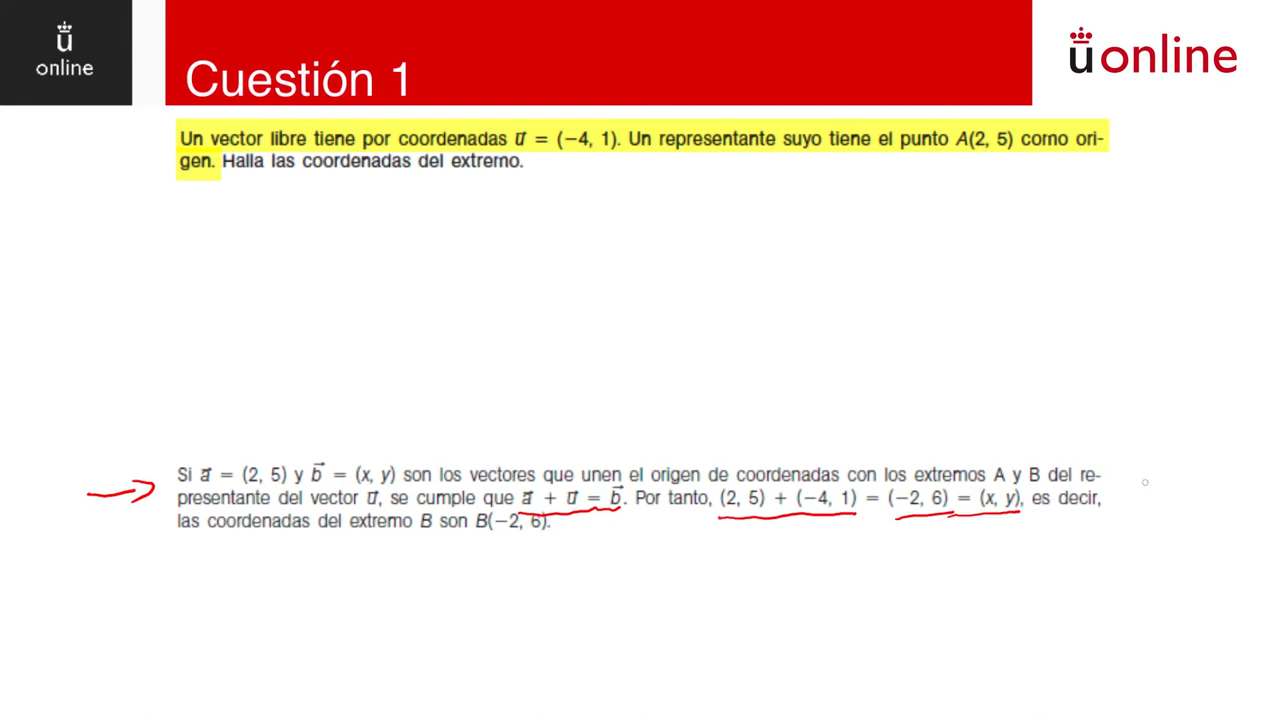 u
online
Cuestión 1
uonline
Un vector libre tiene por coordenadas u⃗ = (−4, 1). Un representante suyo tiene el punto A(2, 5) como ori-
gen. Halla las coordenadas del extremo.
Si a⃗ = (2, 5) y b⃗ = (x, y) son los vectores que unen el origen de coordenadas con los extremos A y B del re-
presentante del vector u⃗, se cumple que a⃗ + u⃗ = b⃗. Por tanto, (2, 5) + (−4, 1) = (−2, 6) = (x, y), es decir,
las coordenadas del extremo B son B(−2, 6).